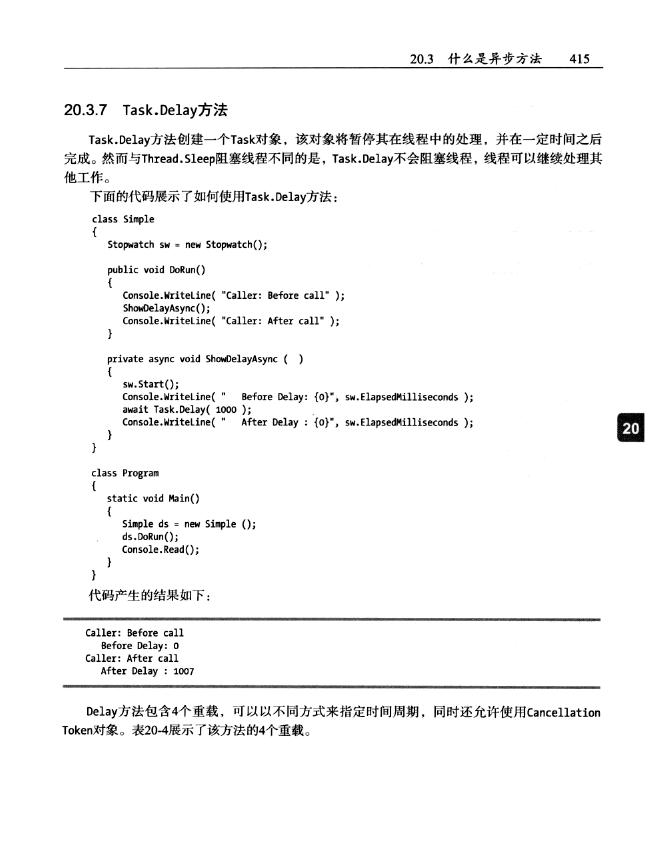 20.3 什么是异步方法 415
20.3.7 Task.Delay方法
Task.Delay方法创建一个Task对象，该对象将暂停其在线程中的处理，并在一定时间之后
完成。然而与Thread.Sleep阻塞线程不同的是，Task.Delay不会阻塞线程，线程可以继续处理其
他工作。
下面的代码展示了如何使用Task.Delay方法：
class Simple
{
Stopwatch sw = new Stopwatch();
public void DoRun()
{
Console.WriteLine( "Caller: Before call" );
ShowDelayAsync();
Console.WriteLine( "Caller: After call" );
}
private async void ShowDelayAsync ( )
{
sw.Start();
Console.WriteLine( "   Before Delay: {0}", sw.ElapsedMilliseconds );
await Task.Delay( 1000 );
Console.WriteLine( "   After Delay : {0}", sw.ElapsedMilliseconds );
}
}
20
class Program
{
static void Main()
{
Simple ds = new Simple ();
ds.DoRun();
Console.Read();
}
}
代码产生的结果如下：
Caller: Before call
Before Delay: 0
Caller: After call
After Delay : 1007
Delay方法包含4个重载，可以以不同方式来指定时间周期，同时还允许使用Cancellation
Token对象。表20-4展示了该方法的4个重载。